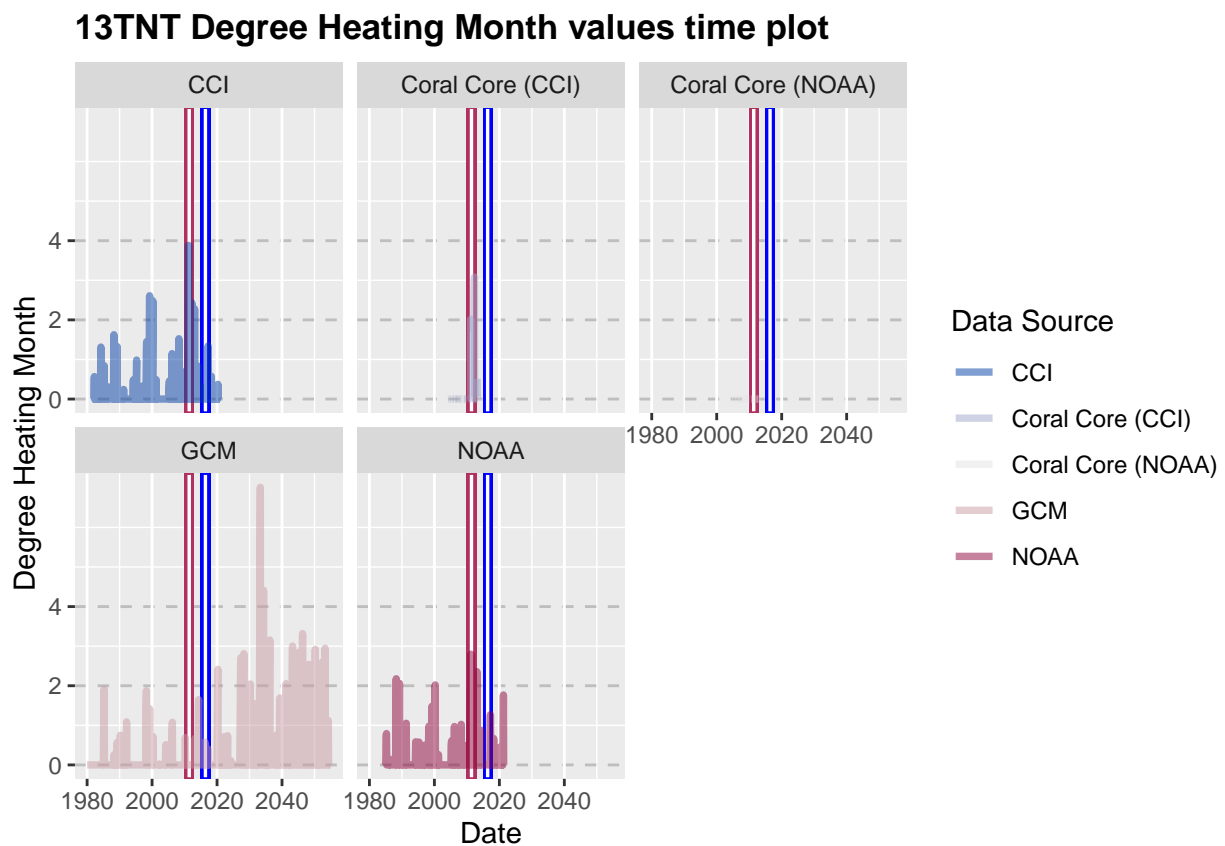 13TNT Degree Heating Month values time plot
CCI
Coral Core (CCI)
Coral Core (NOAA)
4
2
0
1980 2000 2020 2040
GCM
NOAA
4
2
0
1980 2000 2020 2040
1980 2000 2020 2040
Degree Heating Month
Date
Data Source
CCI
Coral Core (CCI)
Coral Core (NOAA)
GCM
NOAA